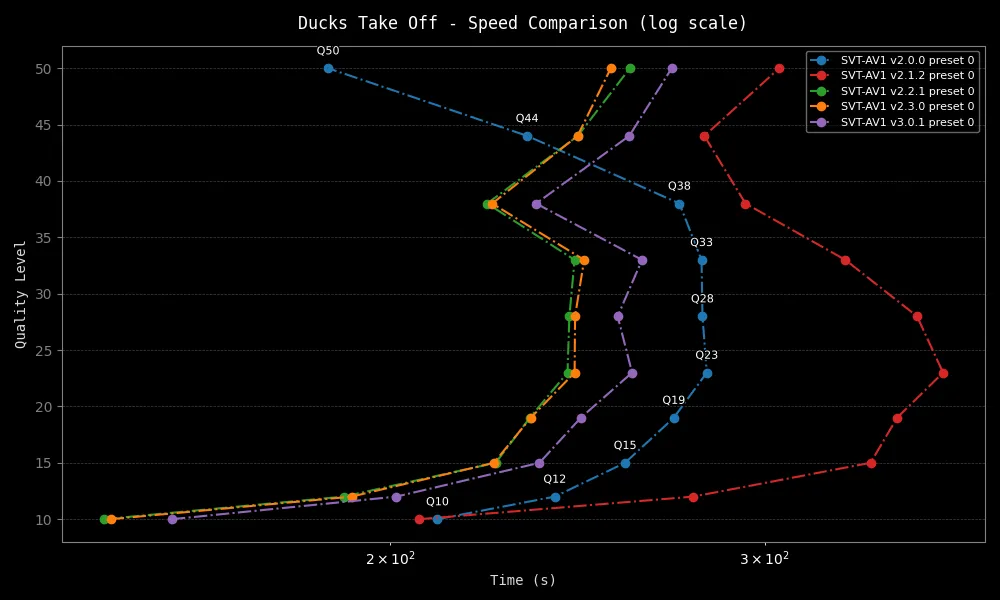 Ducks Take Off - Speed Comparison (log scale)
SVT-AV1 v2.0.0 preset 0
SVT-AV1 v2.1.2 preset 0
SVT-AV1 v2.2.1 preset 0
SVT-AV1 v2.3.0 preset 0
SVT-AV1 v3.0.1 preset 0
Quality Level
50
45
40
35
30
25
20
15
10
Q50
Q44
Q38
Q33
Q28
Q23
Q19
Q15
Q12
Q10
2 × 10²
3 × 10²
Time (s)